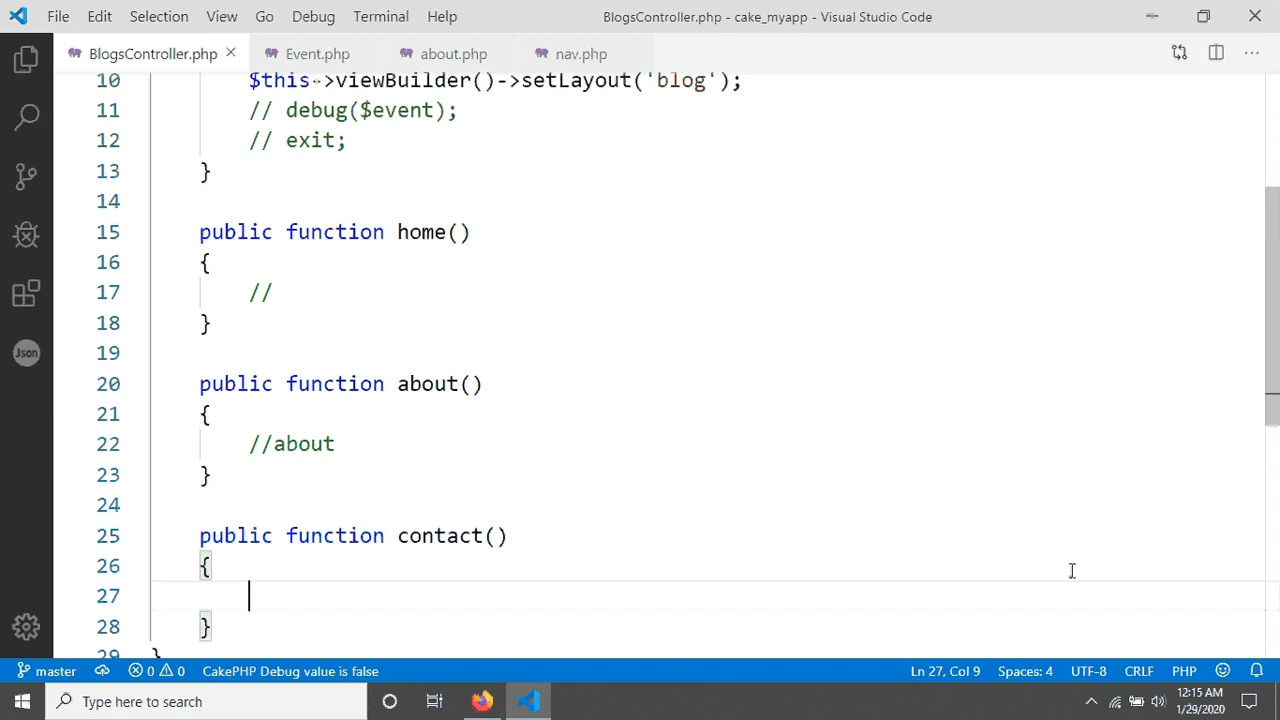 File Edit Selection View Go Debug Terminal Help BlogsController.php - cake_myapp - Visual Studio Code
BlogsController.php Event.php about.php nav.php
10 $this->viewBuilder()->setLayout('blog');
11 // debug($event);
12 // exit;
13 }
14
15 public function home()
16 {
17 //
18 }
19
20 public function about()
21 {
22 //about
23 }
24
25 public function contact()
26 {
27
28 }
29 }
Json
master 0 0 CakePHP Debug value is false Ln 27, Col 9 Spaces: 4 UTF-8 CRLF PHP
Type here to search
12:15 AM
1/29/2020